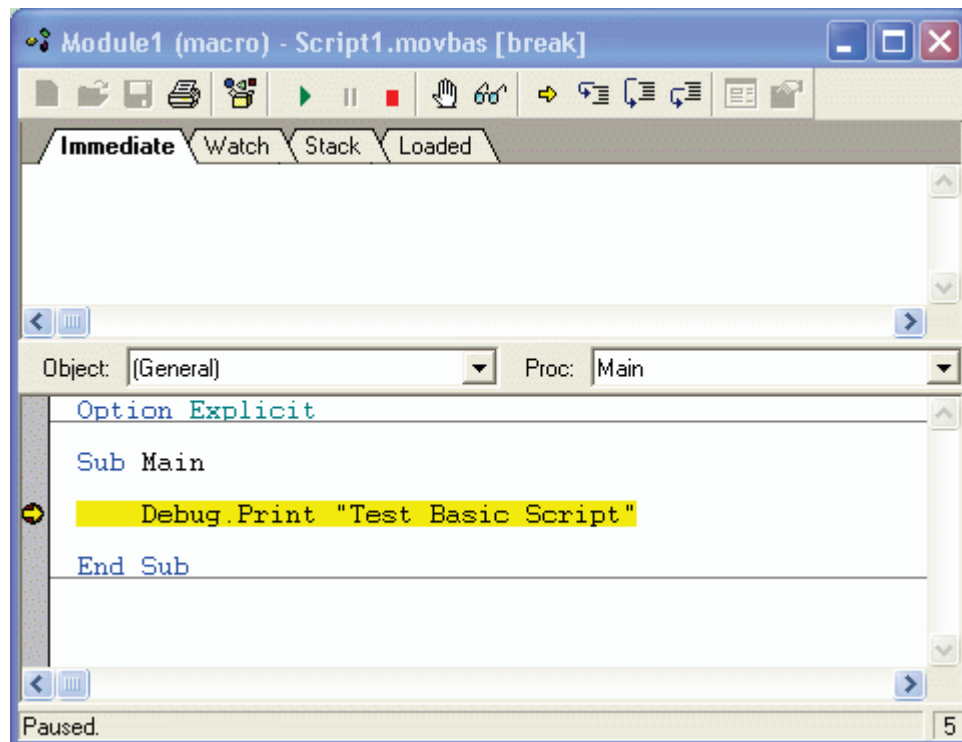 Module1 (macro) - Script1.movbas [break]
Immediate Watch Stack Loaded
Object: (General) Proc: Main
Option Explicit
Sub Main
Debug.Print "Test Basic Script"
End Sub
Paused. 5